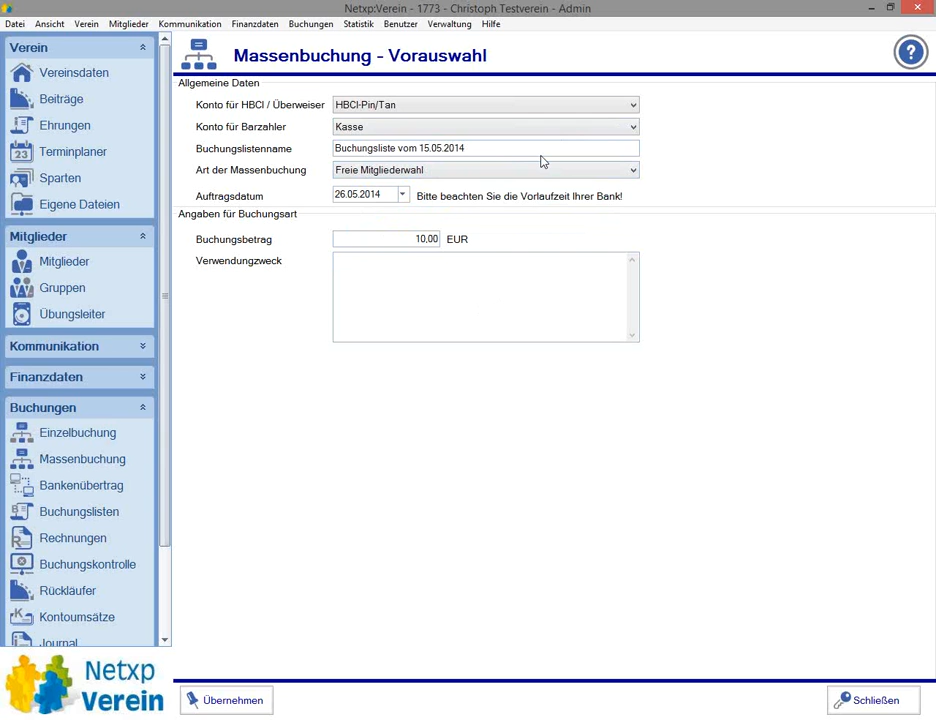 Netxp:Verein - 1773 - Christoph Testverein - Admin
Datei Ansicht Verein Mitglieder Kommunikation Finanzdaten Buchungen Statistik Benutzer Verwaltung Hilfe
Verein
Vereinsdaten
Beiträge
Ehrungen
23 Terminplaner
Sparten
Eigene Dateien
Mitglieder
Mitglieder
Gruppen
Übungsleiter
Kommunikation
Finanzdaten
Buchungen
Einzelbuchung
Massenbuchung
Bankenübertrag
Buchungslisten
Rechnungen
Buchungskontrolle
Rückläufer
Kontoumsätze
Journal
Netxp
Verein
Massenbuchung - Vorauswahl
?
Allgemeine Daten
Konto für HBCI / Überweiser HBCI-Pin/Tan
Konto für Barzahler Kasse
Buchungslistenname Buchungsliste vom 15.05.2014
Art der Massenbuchung Freie Mitgliederwahl
Auftragsdatum 26.05.2014 Bitte beachten Sie die Vorlaufzeit Ihrer Bank!
Angaben für Buchungsart
Buchungsbetrag 10,00 EUR
Verwendungzweck
Übernehmen
Schließen